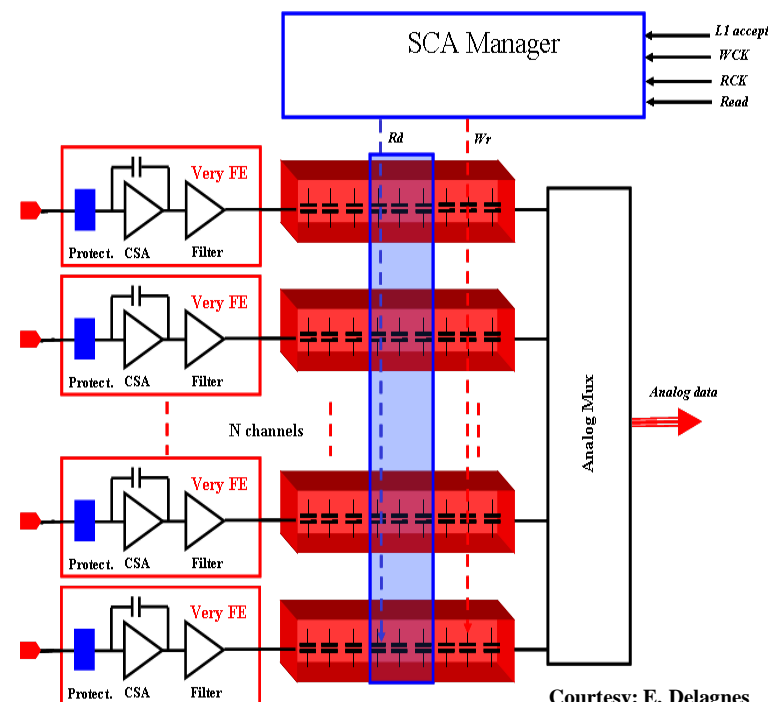 SCA Manager
L1 accept
WCK
RCK
Read
Rd
Wr
Very FE
Protect. CSA Filter
Very FE
Protect. CSA Filter
N channels
Analog Mux
Analog data
Very FE
Protect. CSA Filter
Very FE
Protect. CSA Filter
Courtesy: E. Delagnes